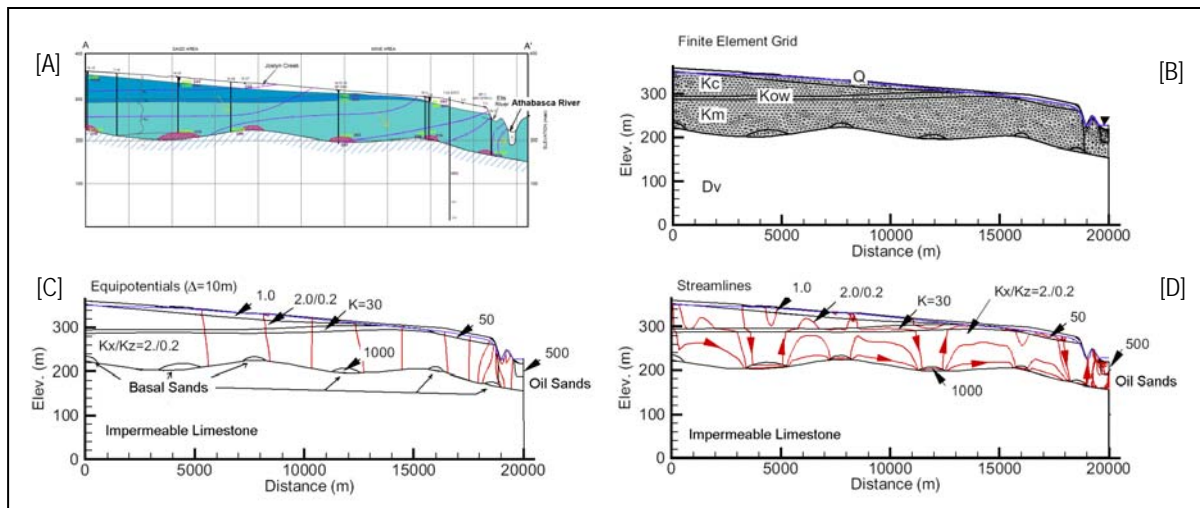 [A]
A
A'
Joslyn Creek
Ells
River
Athabasca River
Finite Element Grid
[B]
Elev. (m)
300
200
100
0
Kc
Q
Kow
Km
Dv
0 5000 10000 15000 20000
Distance (m)
[C]
Equipotentials (Δ=10m)
1.0
2.0/0.2
K=30
50
500
Oil Sands
Kx/Kz=2./0.2
1000
Basal Sands
Impermeable Limestone
Elev. (m)
300
200
100
0
0 5000 10000 15000 20000
Distance (m)
Streamlines
[D]
1.0
2.0/0.2
K=30
Kx/Kz=2./0.2
50
500
Oil Sands
1000
Impermeable Limestone
Elev. (m)
300
200
100
0
0 5000 10000 15000 20000
Distance (m)